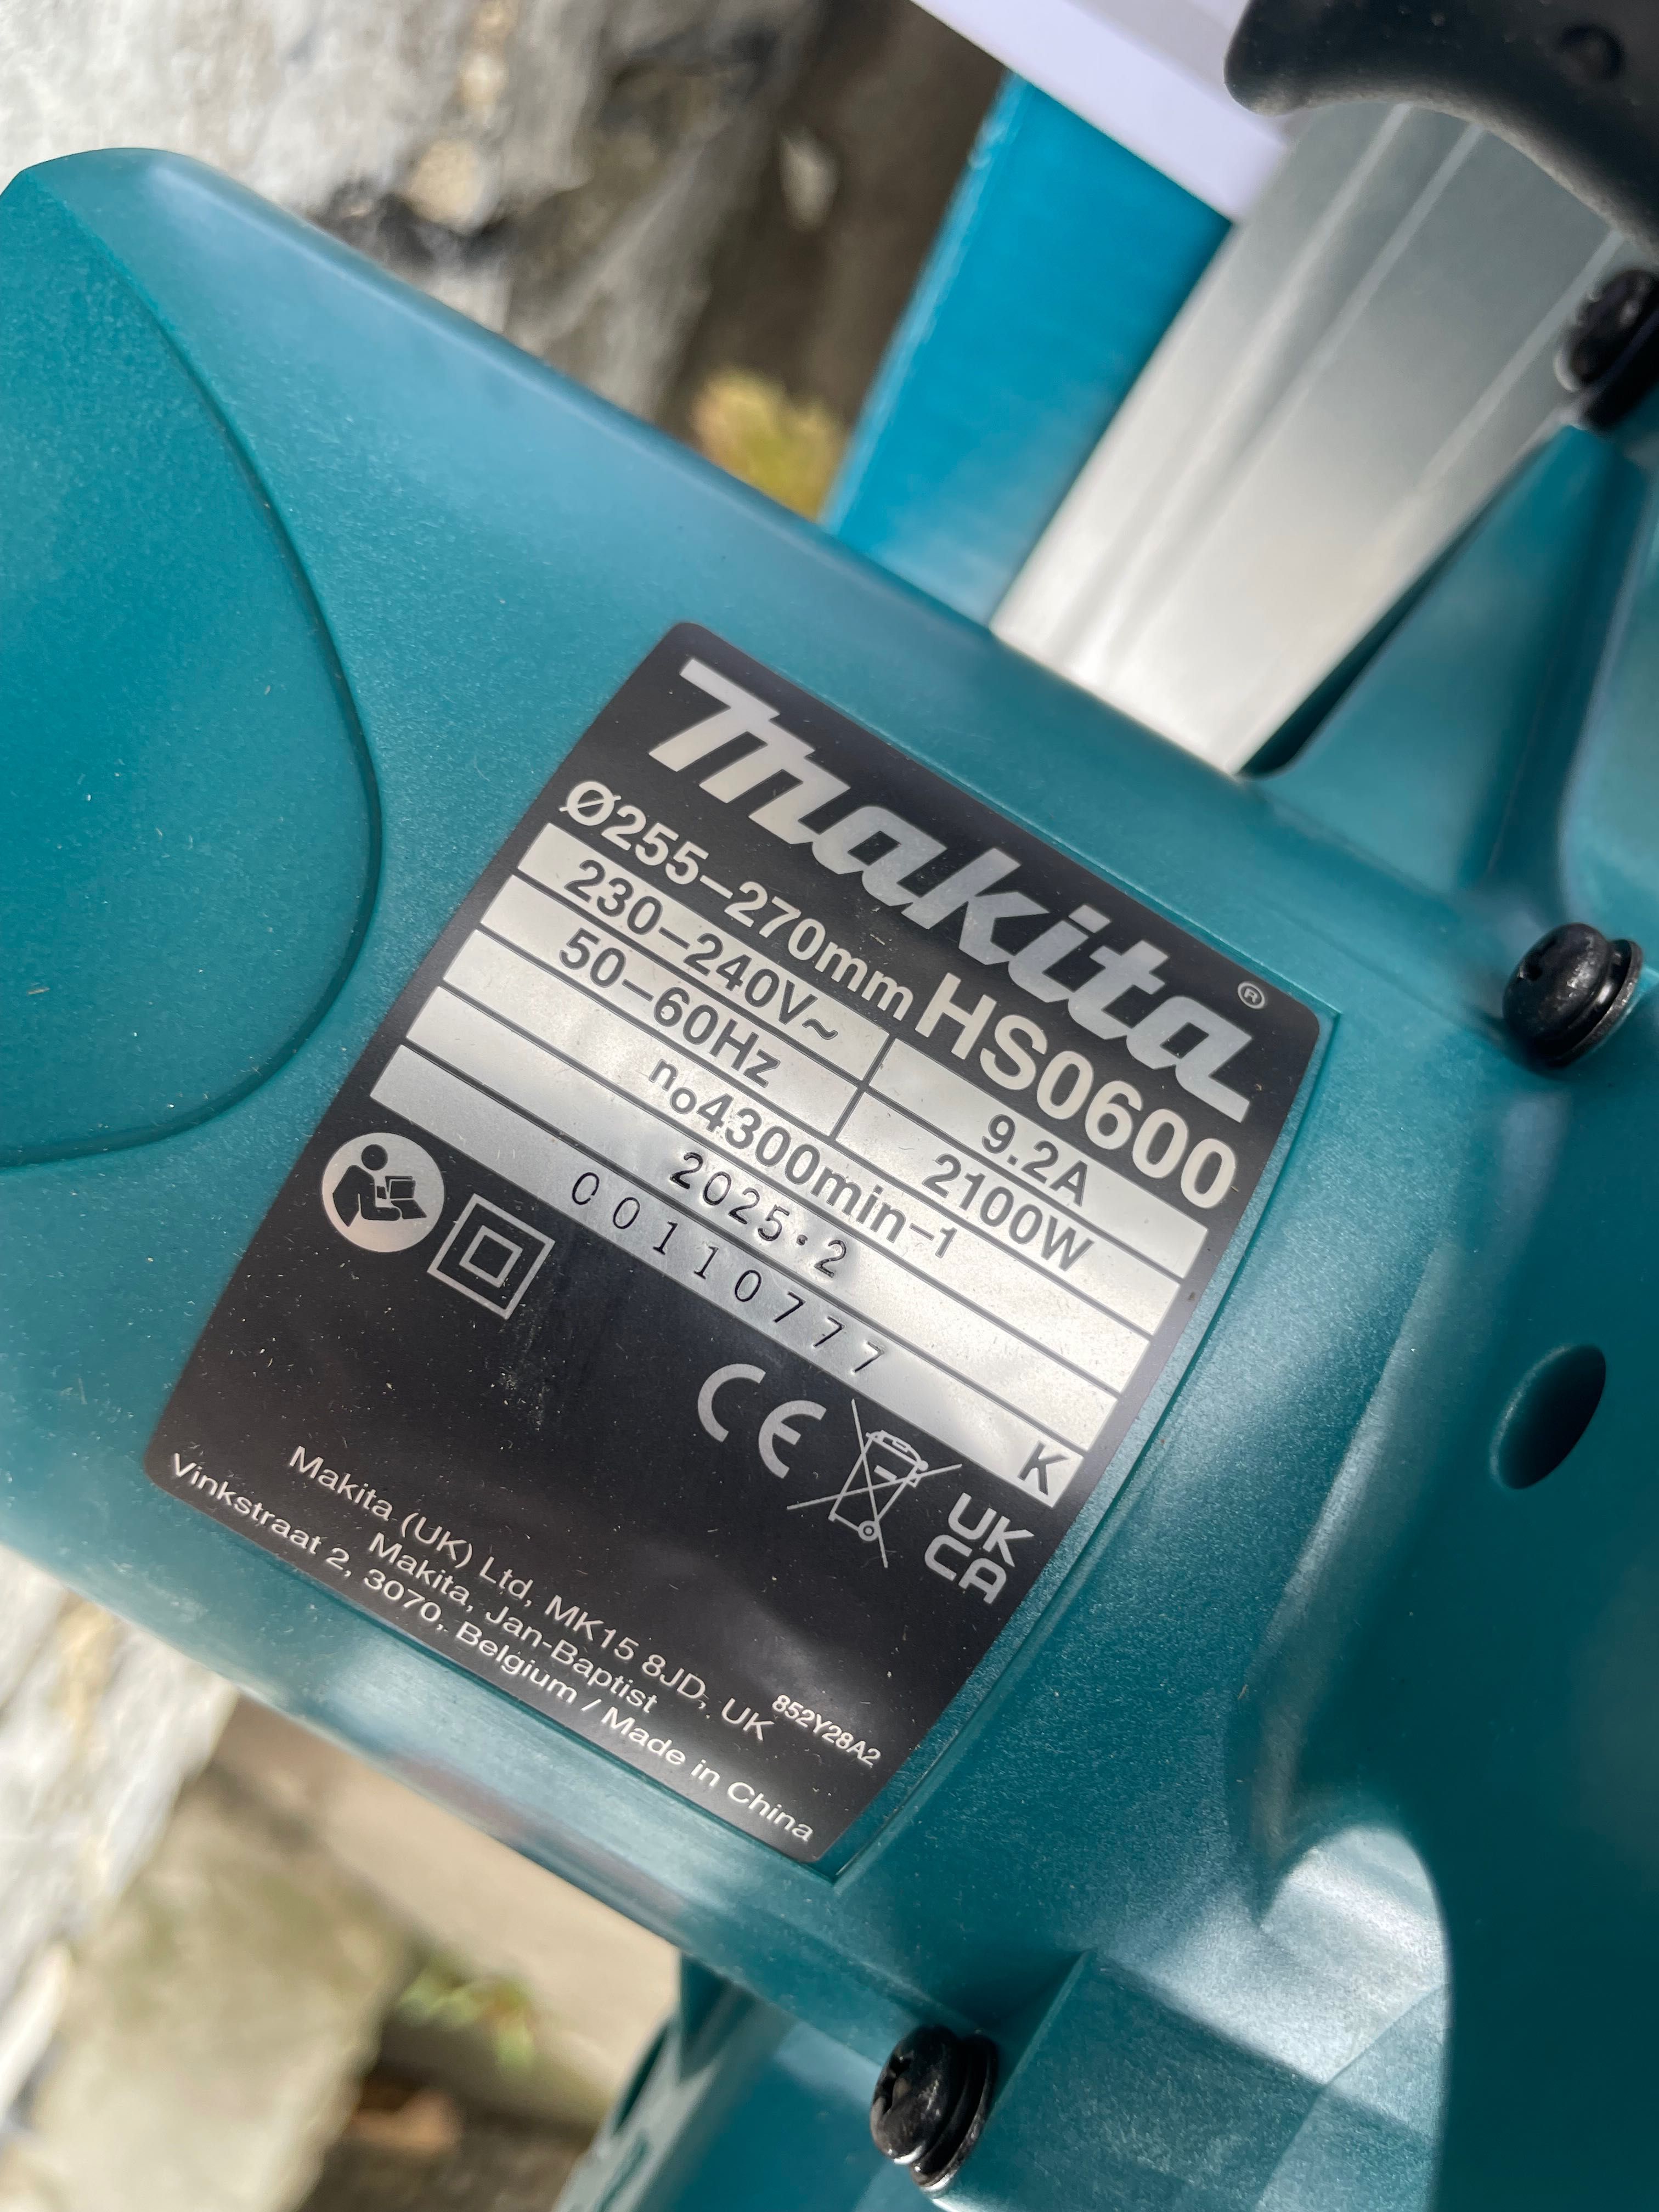 makita®
Ø255–270mm HS0600
230–240V~ 9.2A
50–60Hz 2100W
no4300min-1
2025・2
00110777 K
CE UK CA
Makita (UK) Ltd, MK15 8JD, UK 852Y28A2
Makita, Jan-Baptist
Vinkstraat 2, 3070, Belgium / Made in China